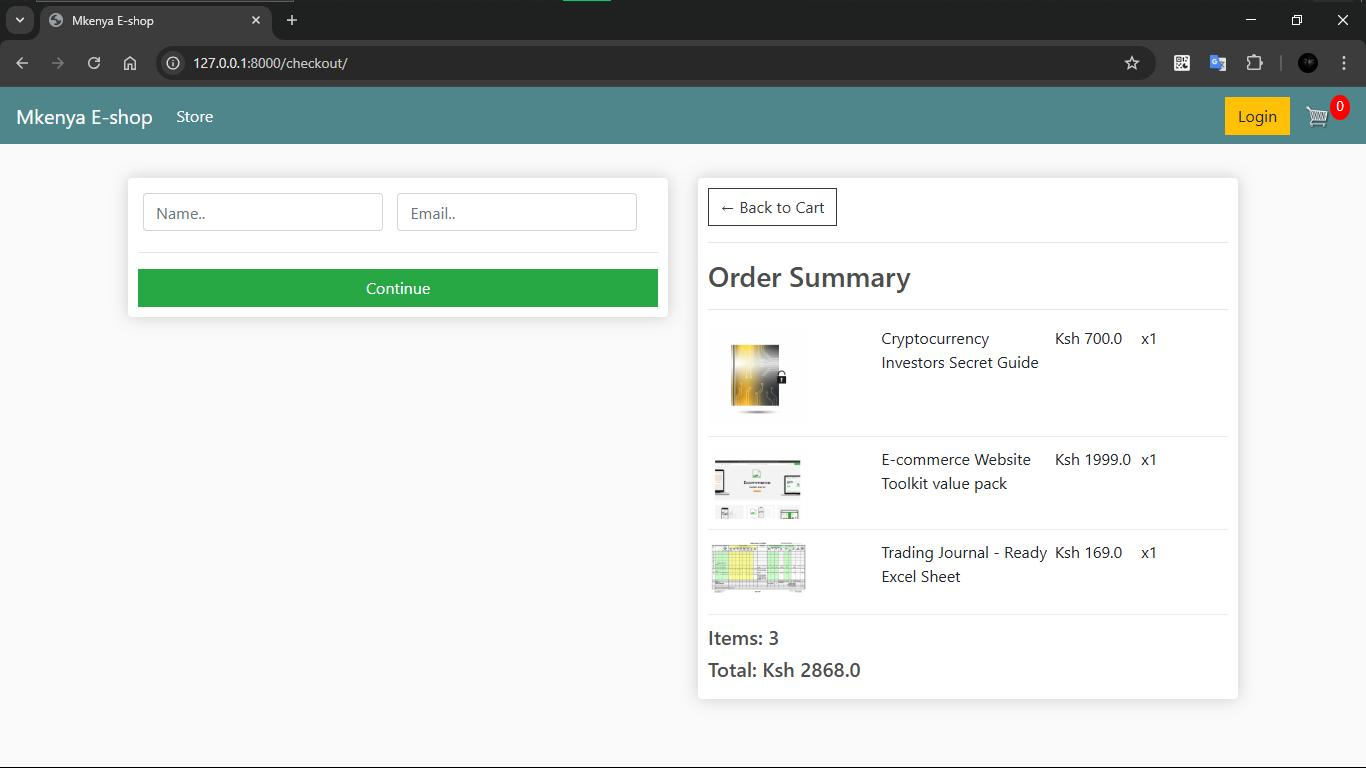 Mkenya E-shop
127.0.0.1:8000/checkout/
Mkenya E-shop Store Login 0
Name.. Email..
Continue
← Back to Cart
Order Summary
Cryptocurrency Ksh 700.0 x1
Investors Secret Guide
E-commerce Website Ksh 1999.0 x1
Toolkit value pack
Trading Journal - Ready Ksh 169.0 x1
Excel Sheet
Items: 3
Total: Ksh 2868.0